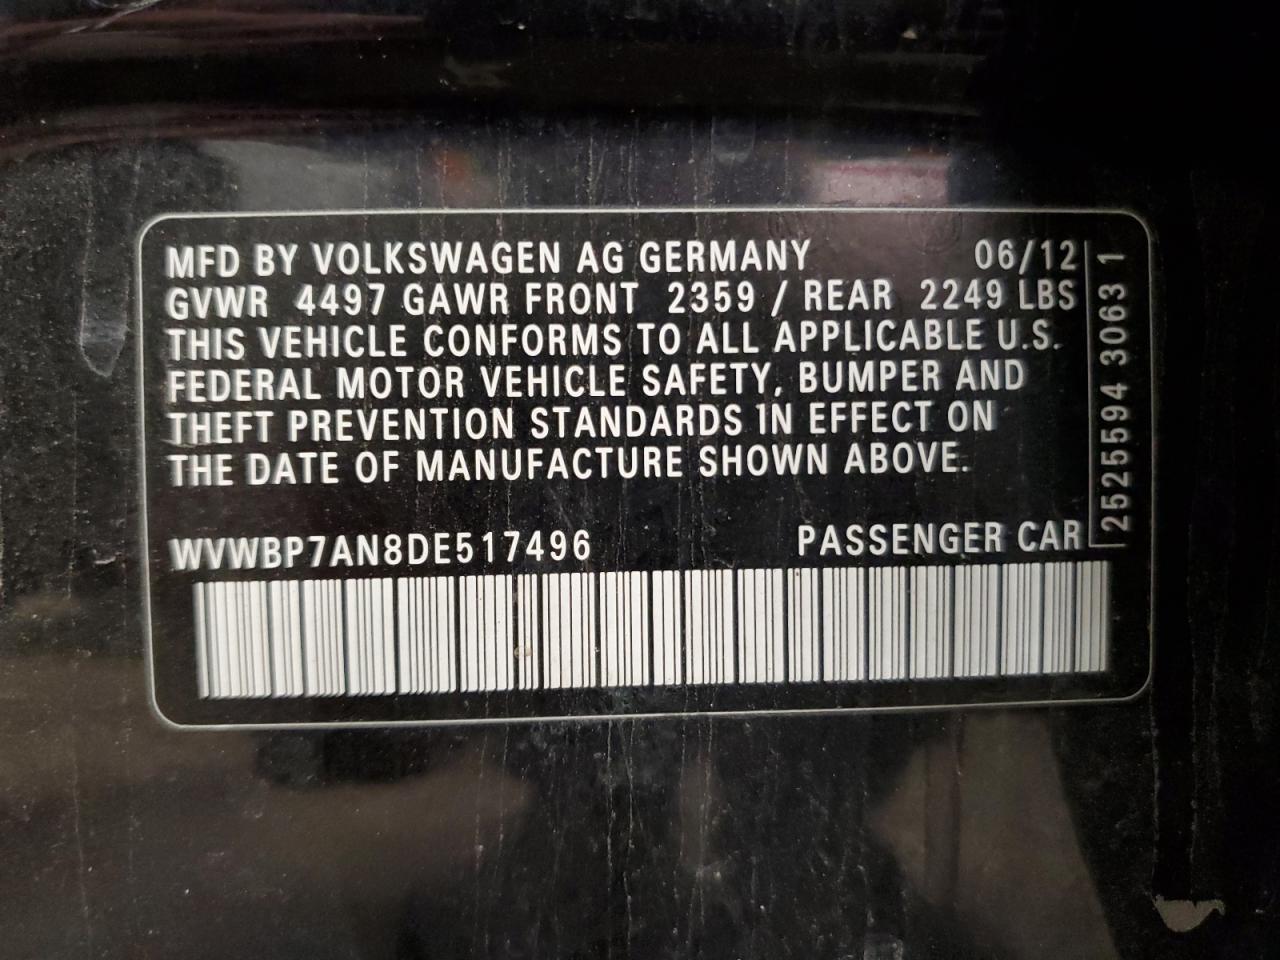 MFD BY VOLKSWAGEN AG GERMANY 06/12
GVWR 4497 GAWR FRONT 2359 / REAR 2249 LBS
THIS VEHICLE CONFORMS TO ALL APPLICABLE U.S.
FEDERAL MOTOR VEHICLE SAFETY, BUMPER AND
THEFT PREVENTION STANDARDS IN EFFECT ON
THE DATE OF MANUFACTURE SHOWN ABOVE.
WVWBP7AN8DE517496 PASSENGER CAR
2525594 3063 1